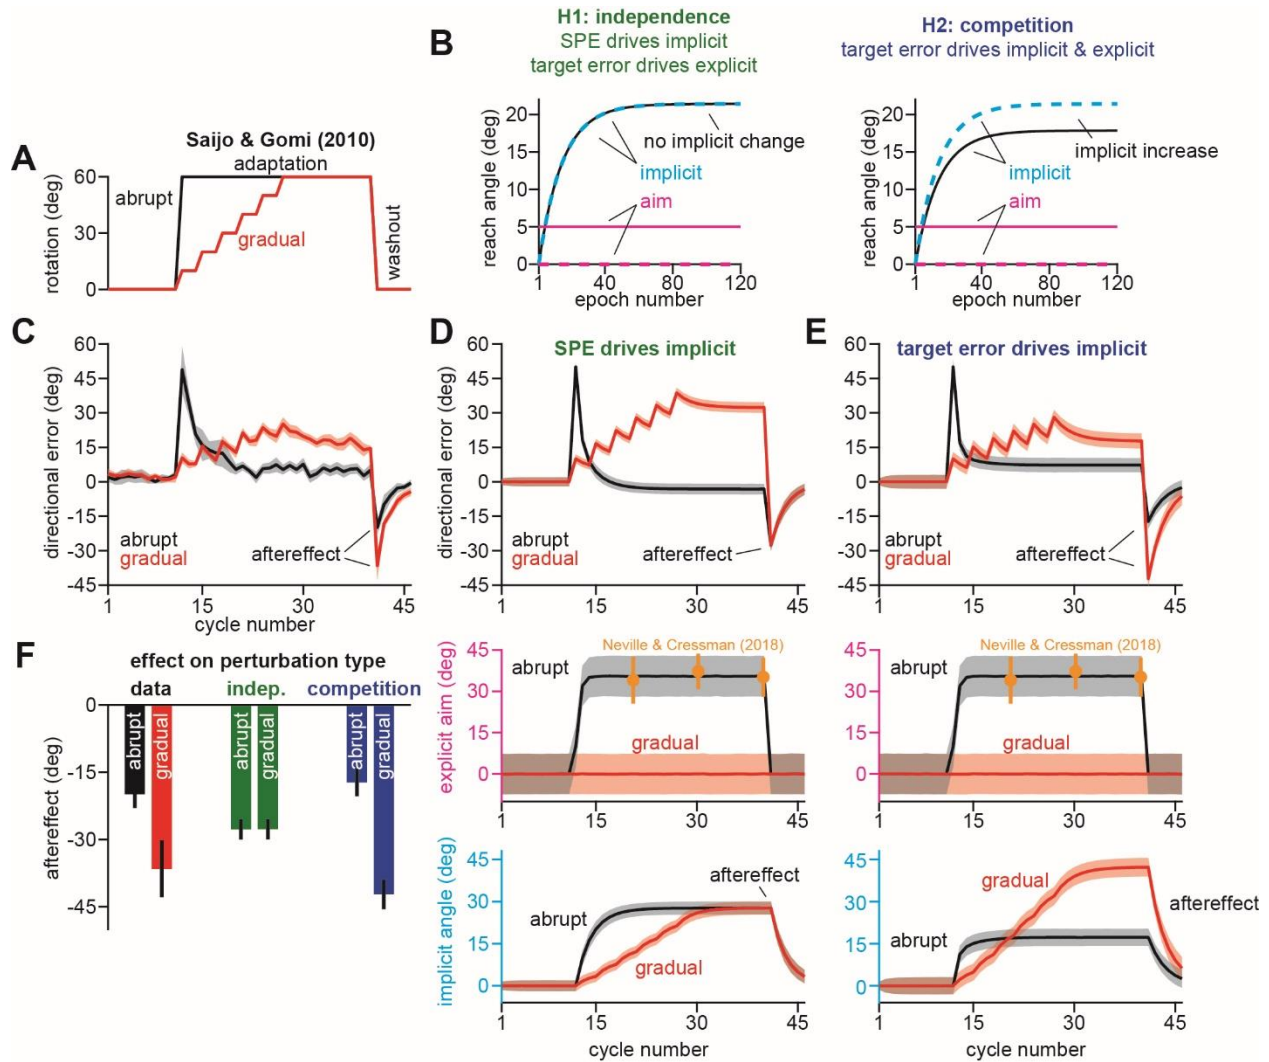 A
Saijo & Gomi (2010)
adaptation
abrupt
gradual
washout
rotation (deg)
60
30
0
B
H1: independence
SPE drives implicit
target error drives explicit
reach angle (deg)
20
15
10
5
0
no implicit change
implicit
aim
1
40
80
120
epoch number
H2: competition
target error drives implicit & explicit
reach angle (deg)
20
15
10
5
0
implicit increase
implicit
aim
1
40
80
120
epoch number
C
directional error (deg)
60
45
30
15
0
-15
-30
-45
abrupt
gradual
aftereffect
1
15
30
45
cycle number
D
SPE drives implicit
directional error (deg)
60
45
30
15
0
-15
-30
-45
abrupt
gradual
aftereffect
1
15
30
45
explicit aim (deg)
45
30
15
0
Neville & Cressman (2018)
abrupt
gradual
1
15
30
45
implicit angle (deg)
45
30
15
0
aftereffect
abrupt
gradual
1
15
30
45
cycle number
E
target error drives implicit
60
45
30
15
0
-15
-30
-45
abrupt
gradual
aftereffect
1
15
30
45
45
30
15
0
Neville & Cressman (2018)
abrupt
gradual
1
15
30
45
45
30
15
0
gradual
aftereffect
abrupt
1
15
30
45
cycle number
F
effect on perturbation type
data
indep.
competition
aftereffect (deg)
0
-15
-30
-45
abrupt
gradual
abrupt
gradual
abrupt
gradual